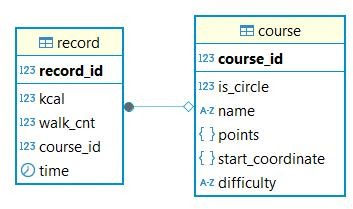 record
123 record_id
123 kcal
123 walk_cnt
123 course_id
time
course
123 course_id
123 is_circle
A-Z name
{ } points
{ } start_coordinate
A-Z difficulty